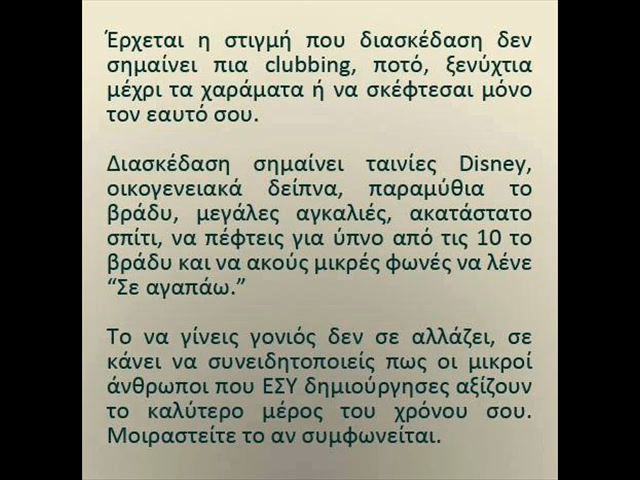 Έρχεται η στιγμή που διασκέδαση δεν
σημαίνει πια clubbing, ποτό, ξενύχτια
μέχρι τα χαράματα ή να σκέφτεσαι μόνο
τον εαυτό σου.
Διασκέδαση σημαίνει ταινίες Disney,
οικογενειακά δείπνα, παραμύθια το
βράδυ, μεγάλες αγκαλιές, ακατάστατο
σπίτι, να πέφτεις για ύπνο από τις 10 το
βράδυ και να ακούς μικρές φωνές να λένε
“Σε αγαπάω.”
Το να γίνεις γονιός δεν σε αλλάζει, σε
κάνει να συνειδητοποιείς πως οι μικροί
άνθρωποι που ΕΣΥ δημιούργησες αξίζουν
το καλύτερο μέρος του χρόνου σου.
Μοιραστείτε το αν συμφωνείται.